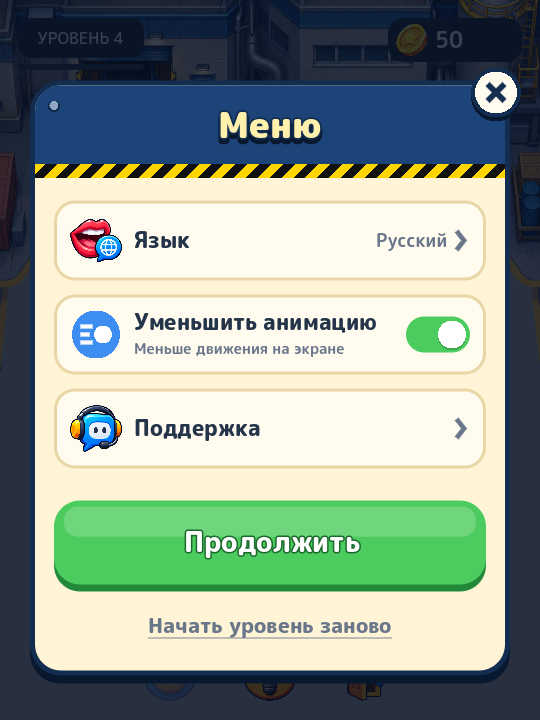 УРОВЕНЬ 4
50
Меню
Язык
Русский
Уменьшить анимацию
Меньше движения на экране
Поддержка
Продолжить
Начать уровень заново